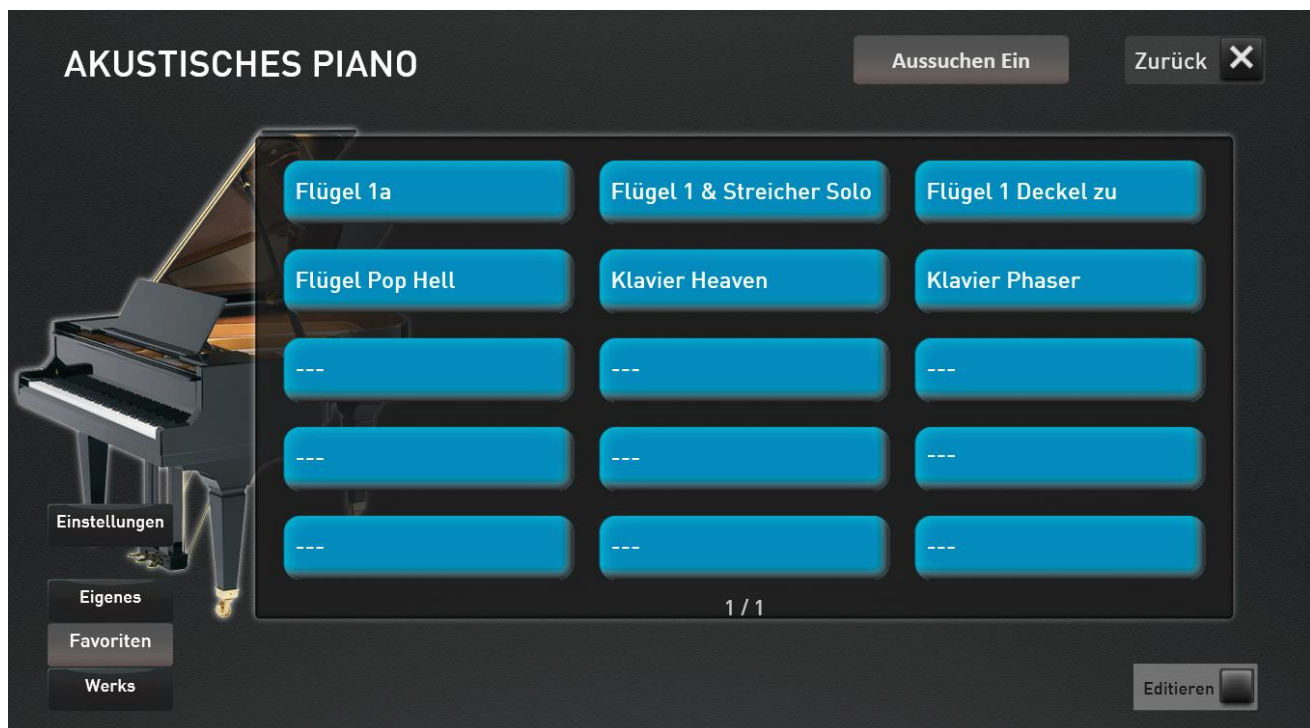 AKUSTISCHES PIANO
Aussuchen Ein
Zurück
Flügel 1a
Flügel 1 & Streicher Solo
Flügel 1 Deckel zu
Flügel Pop Hell
Klavier Heaven
Klavier Phaser
---
---
---
---
---
---
---
---
---
Einstellungen
Eigenes
Favoriten
Werks
1 / 1
Editieren